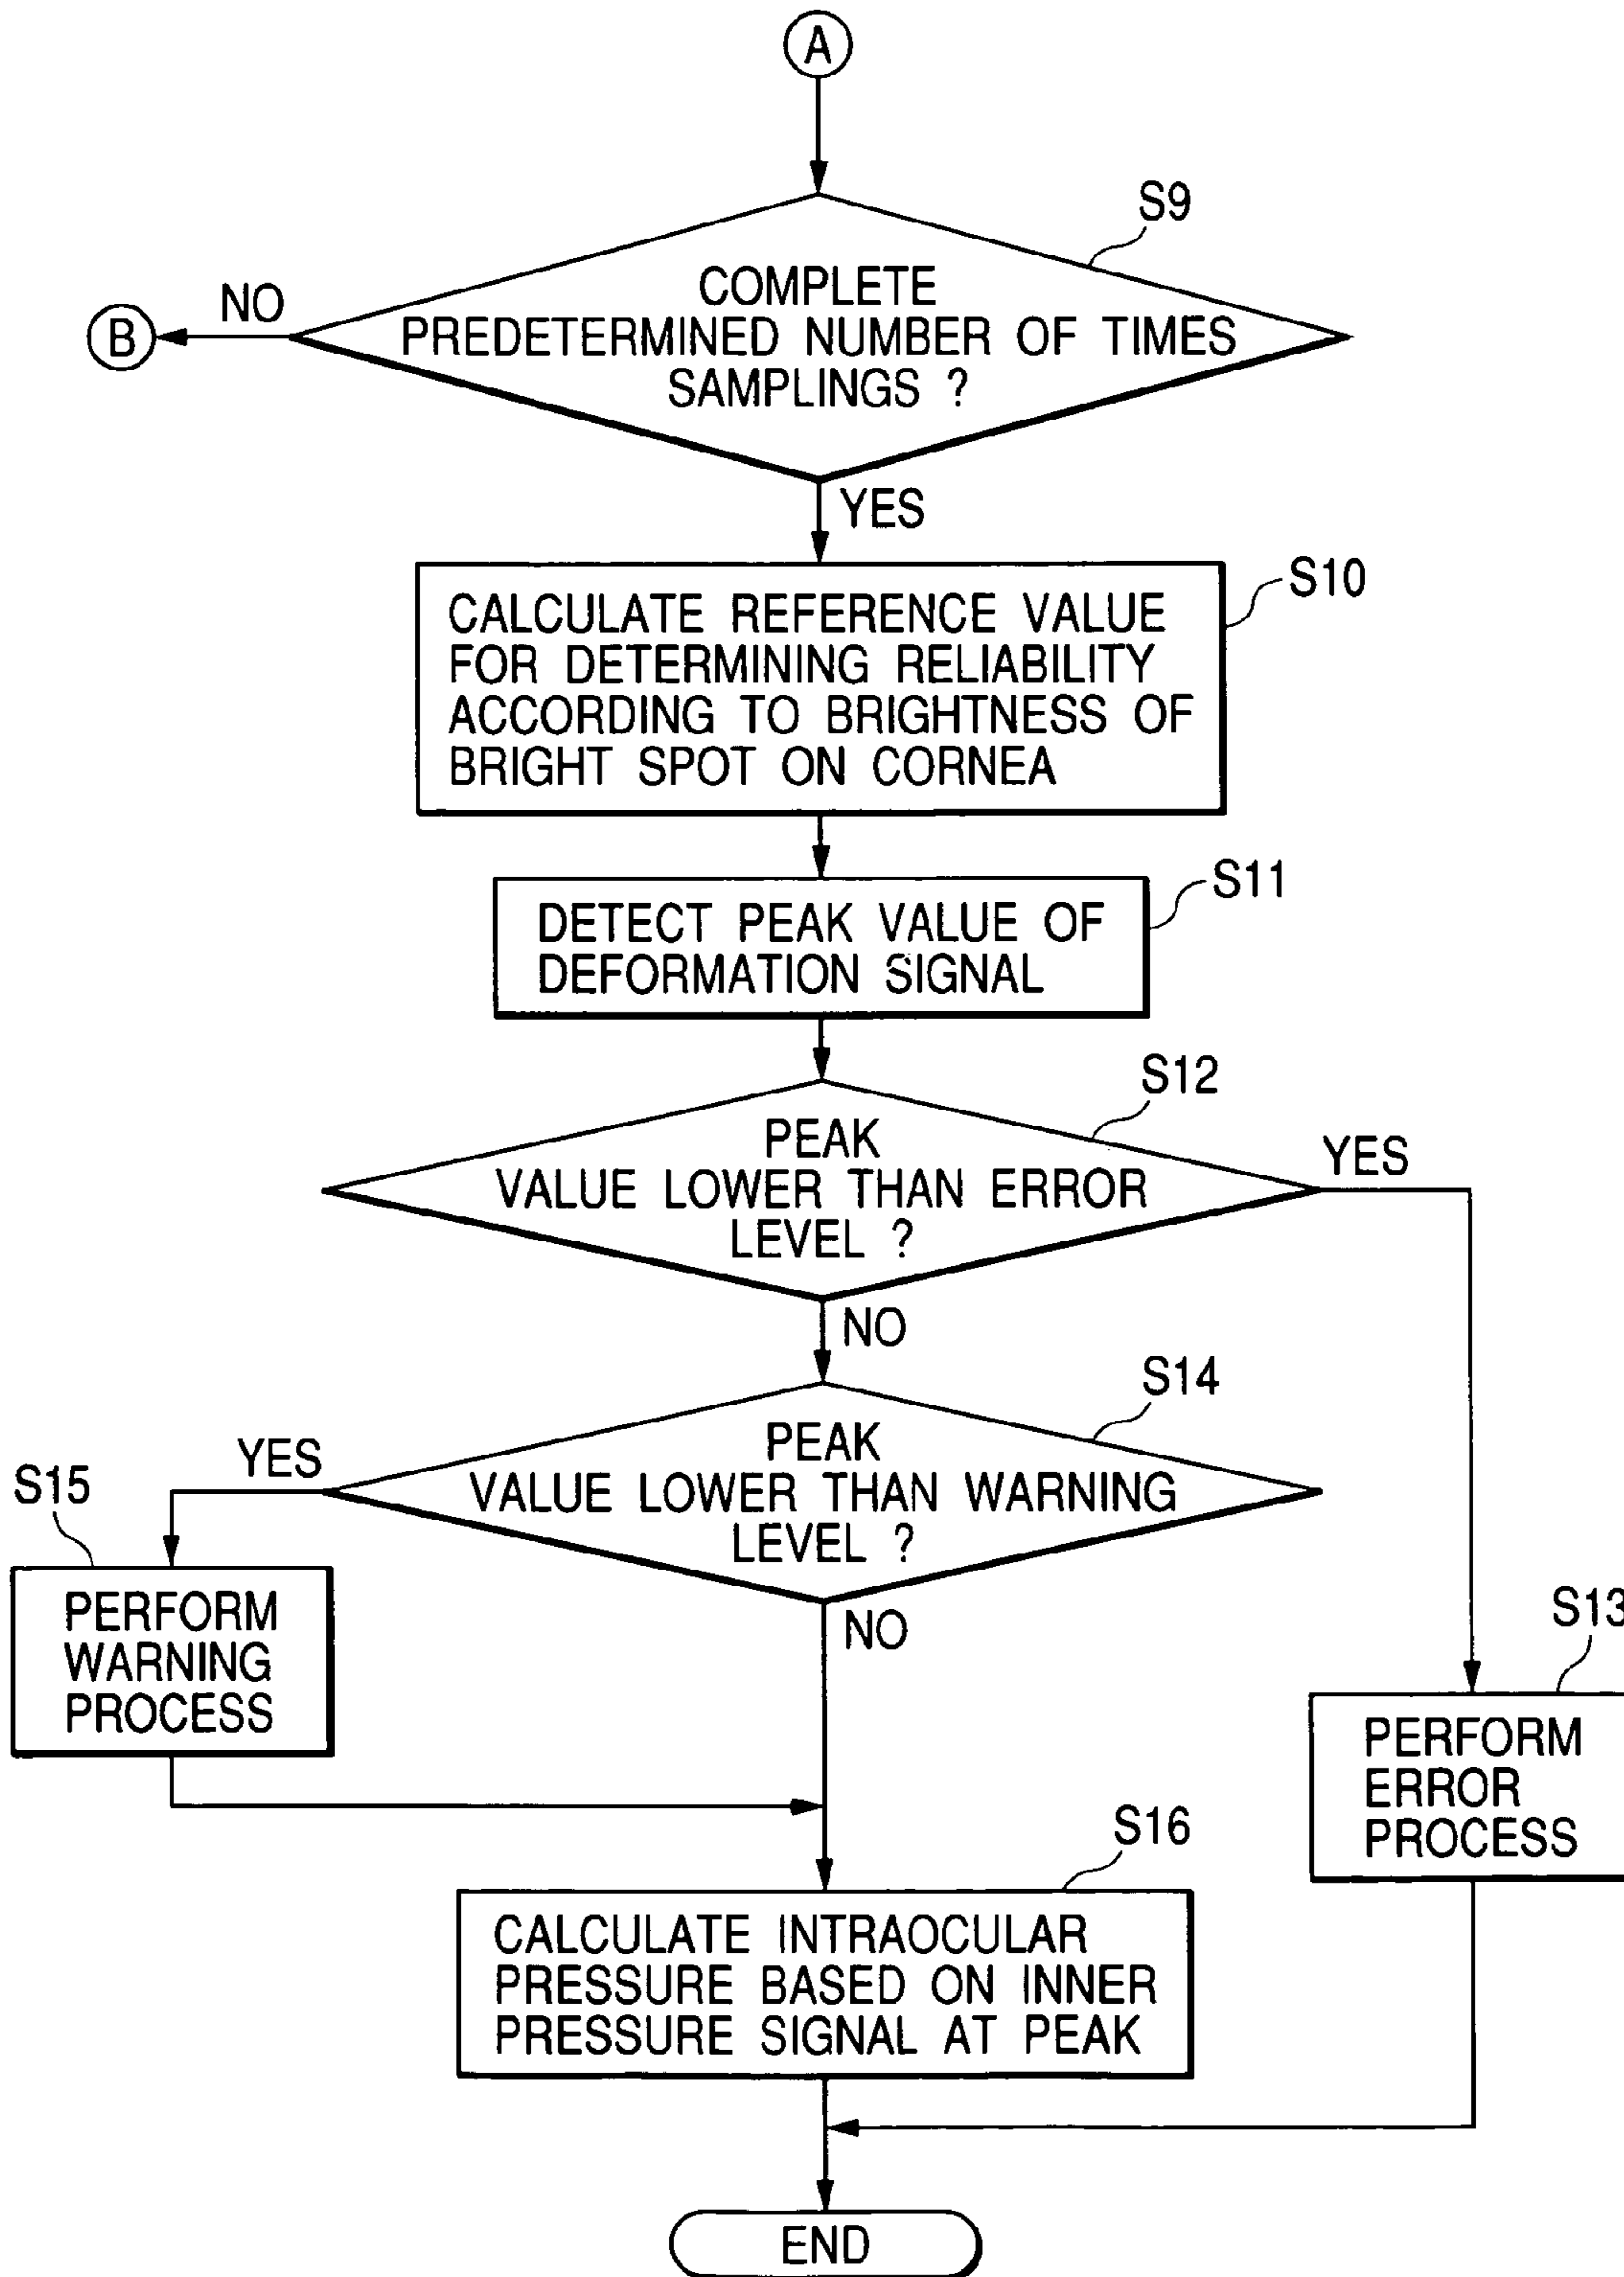 A
S9
COMPLETE
PREDETERMINED NUMBER OF TIMES
SAMPLINGS ?
NO
B
YES
S10
CALCULATE REFERENCE VALUE
FOR DETERMINING RELIABILITY
ACCORDING TO BRIGHTNESS OF
BRIGHT SPOT ON CORNEA
S11
DETECT PEAK VALUE OF
DEFORMATION SIGNAL
S12
PEAK
VALUE LOWER THAN ERROR
LEVEL ?
YES
NO
S14
PEAK
VALUE LOWER THAN WARNING
LEVEL ?
YES
S15
PERFORM
WARNING
PROCESS
NO
S13
PERFORM
ERROR
PROCESS
S16
CALCULATE INTRAOCULAR
PRESSURE BASED ON INNER
PRESSURE SIGNAL AT PEAK
END